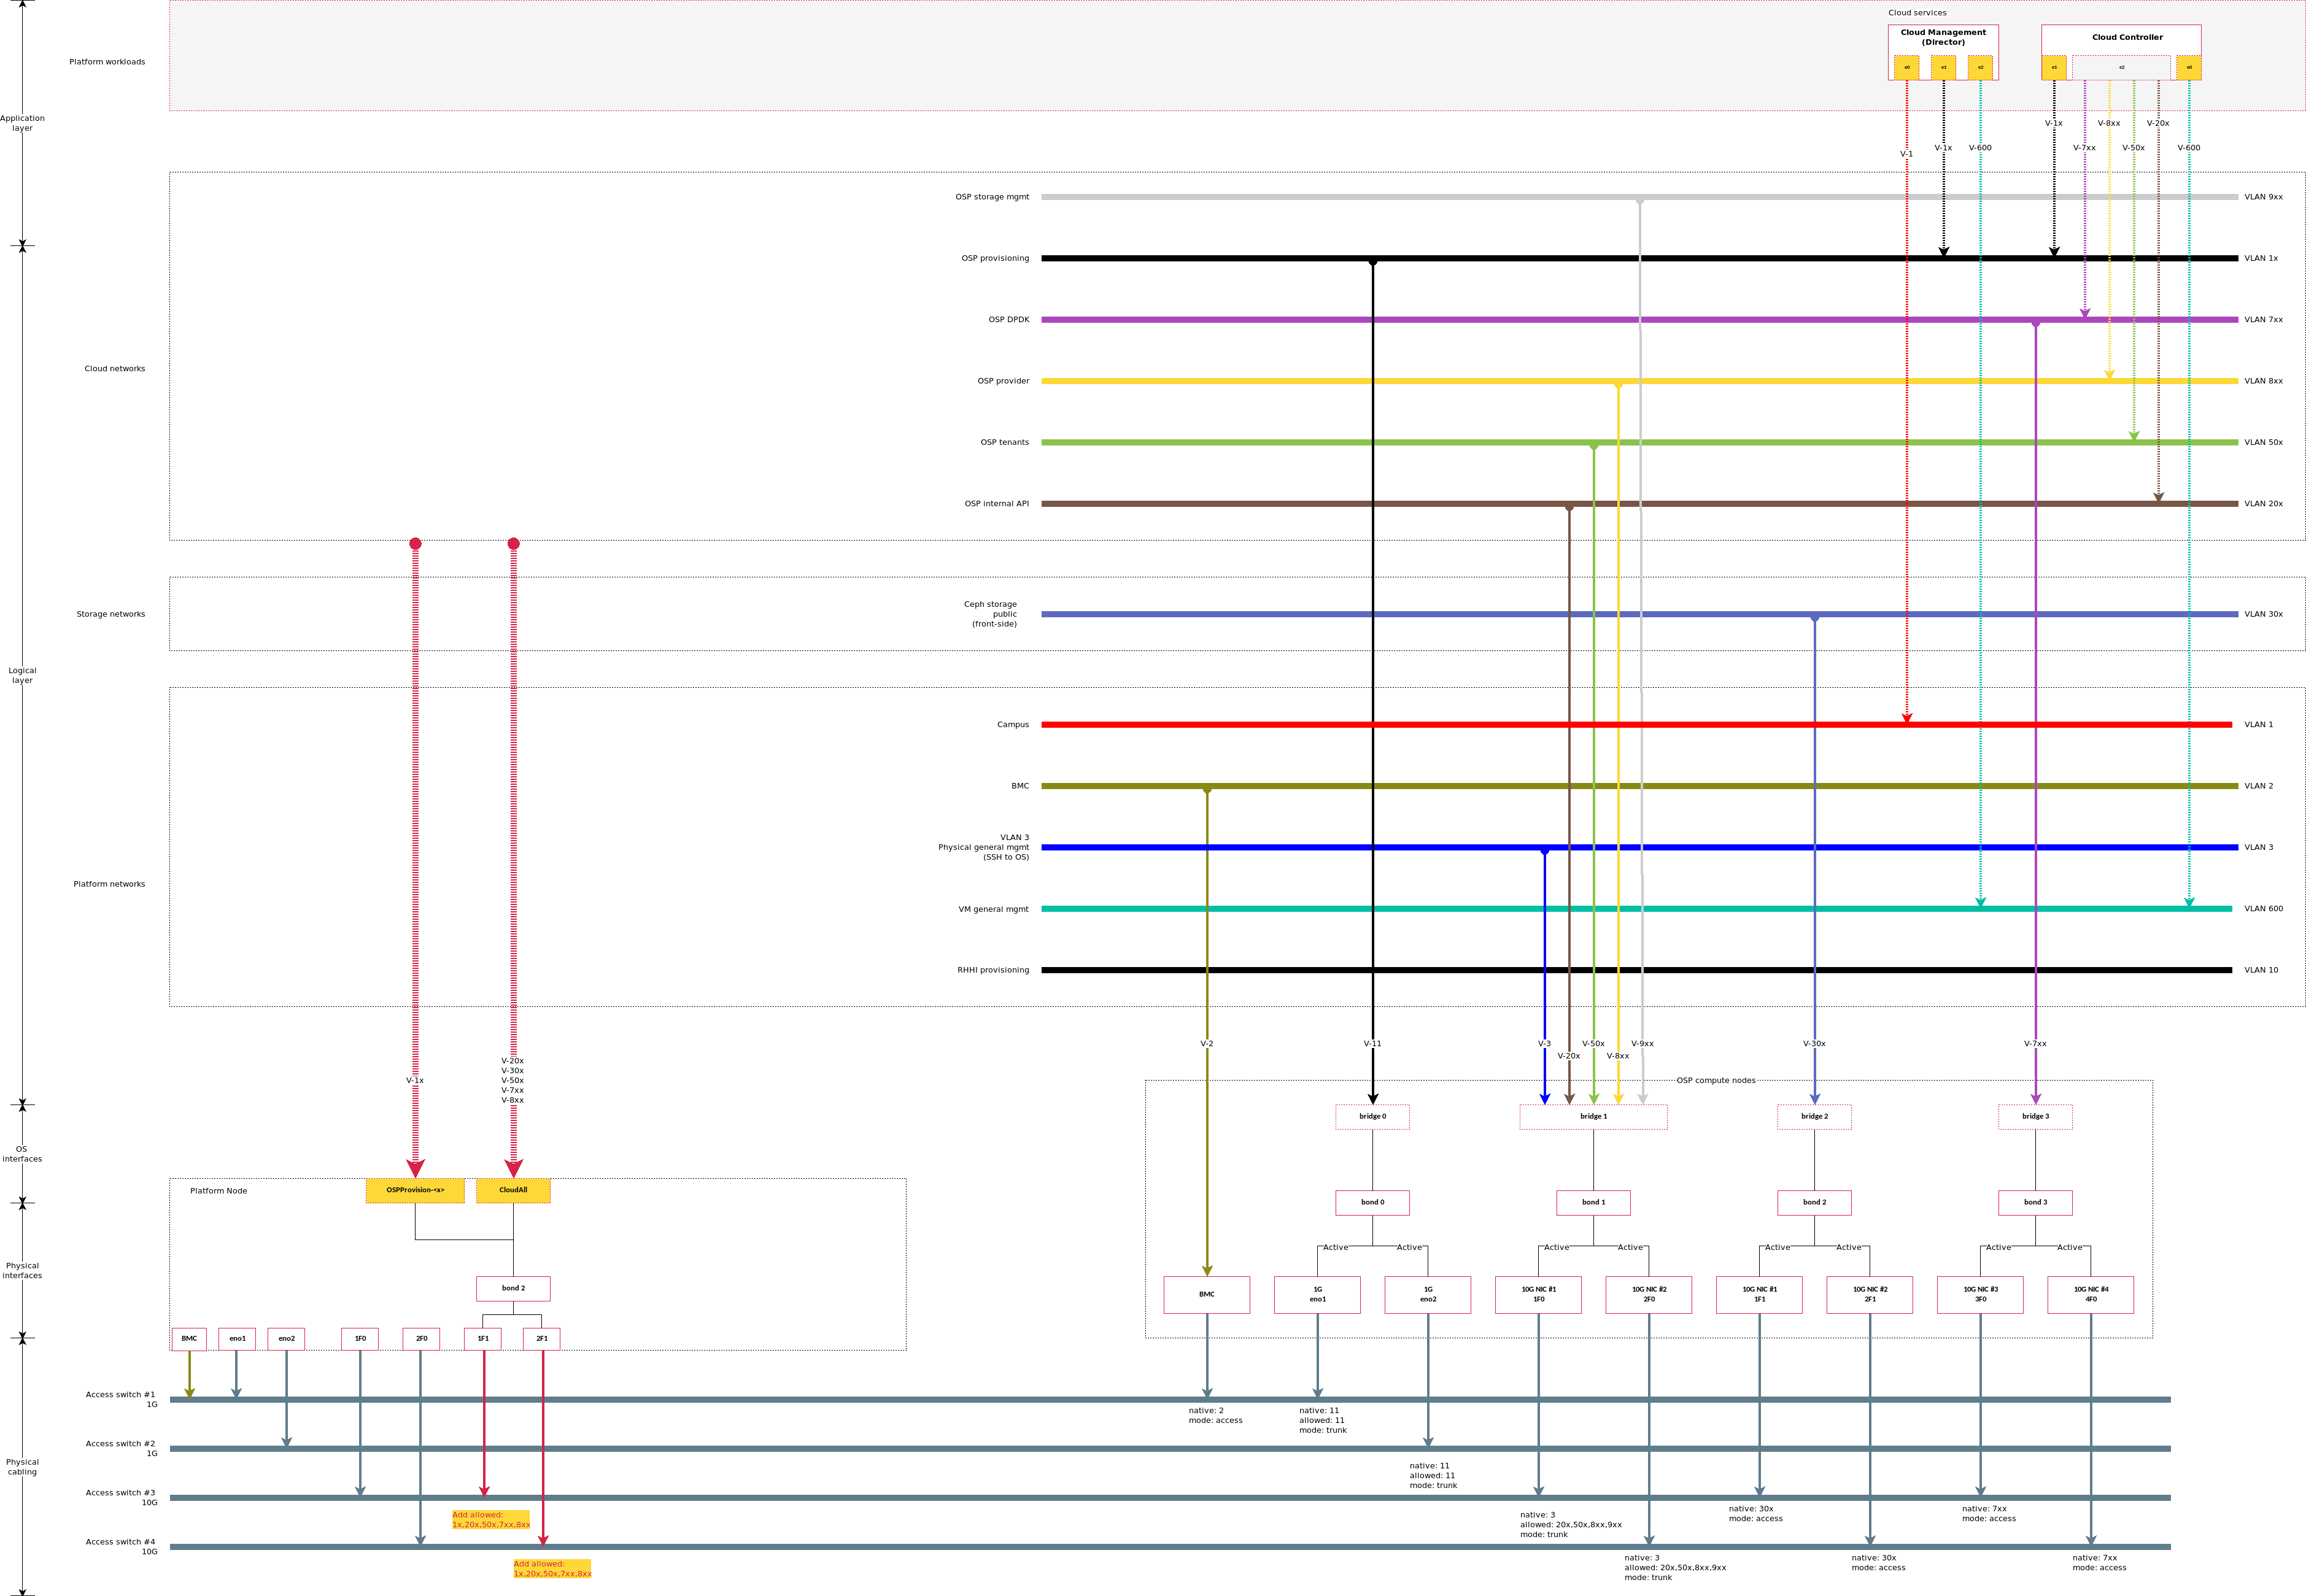 Cloud services
Cloud Management
(Director)
Cloud Controller
e0
e1
e2
e1
e2
e0
Platform workloads
Application
layer
V-1
V-1x
V-600
V-1x
V-7xx
V-8xx
V-50x
V-20x
V-600
OSP storage mgmt
VLAN 9xx
OSP provisioning
VLAN 1x
OSP DPDK
VLAN 7xx
Cloud networks
OSP provider
VLAN 8xx
OSP tenants
VLAN 50x
OSP internal API
VLAN 20x
Storage networks
Ceph storage
public
(front-side)
VLAN 30x
Logical
layer
Campus
VLAN 1
BMC
VLAN 2
VLAN 3
Physical general mgmt
(SSH to OS)
VLAN 3
Platform networks
VM general mgmt
VLAN 600
RHHI provisioning
VLAN 10
V-1x
V-20x
V-30x
V-50x
V-7xx
V-8xx
V-2
V-11
V-3
V-20x
V-50x
V-8xx
V-9xx
V-30x
V-7xx
OSP compute nodes
bridge 0
bridge 1
bridge 2
bridge 3
OS
interfaces
Platform Node
OSPProvision-<x>
CloudAll
bond 0
bond 1
bond 2
bond 3
Active
Active
Active
Active
Active
Active
Active
Active
Physical
interfaces
bond 2
BMC
1G
eno1
1G
eno2
10G NIC #1
1F0
10G NIC #2
2F0
10G NIC #1
1F1
10G NIC #2
2F1
10G NIC #3
3F0
10G NIC #4
4F0
BMC
eno1
eno2
1F0
2F0
1F1
2F1
Access switch #1
1G
native: 2
mode: access
native: 11
allowed: 11
mode: trunk
Access switch #2
1G
Physical
cabling
native: 11
allowed: 11
mode: trunk
Access switch #3
10G
Add allowed:
1x,20x,50x,7xx,8xx
native: 3
allowed: 20x,50x,8xx,9xx
mode: trunk
native: 30x
mode: access
native: 7xx
mode: access
Access switch #4
10G
Add allowed:
1x,20x,50x,7xx,8xx
native: 3
allowed: 20x,50x,8xx,9xx
mode: trunk
native: 30x
mode: access
native: 7xx
mode: access